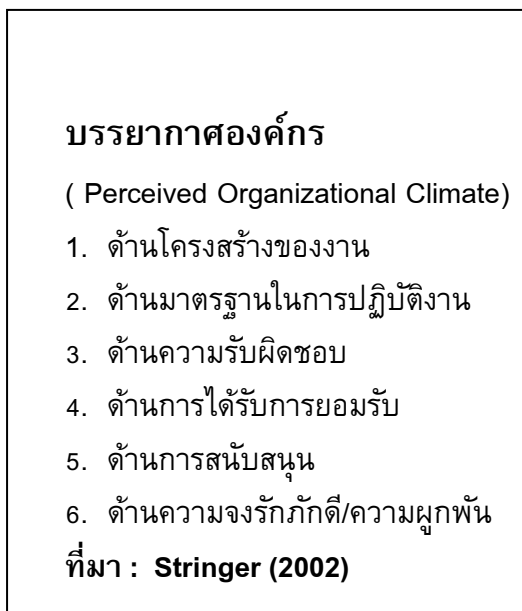 บรรยากาศองค์กร
( Perceived Organizational Climate)
1. ด้านโครงสร้างของงาน
2. ด้านมาตรฐานในการปฏิบัติงาน
3. ด้านความรับผิดชอบ
4. ด้านการได้รับการยอมรับ
5. ด้านการสนับสนุน
6. ด้านความจงรักภักดี/ความผูกพัน
ที่มา : Stringer (2002)